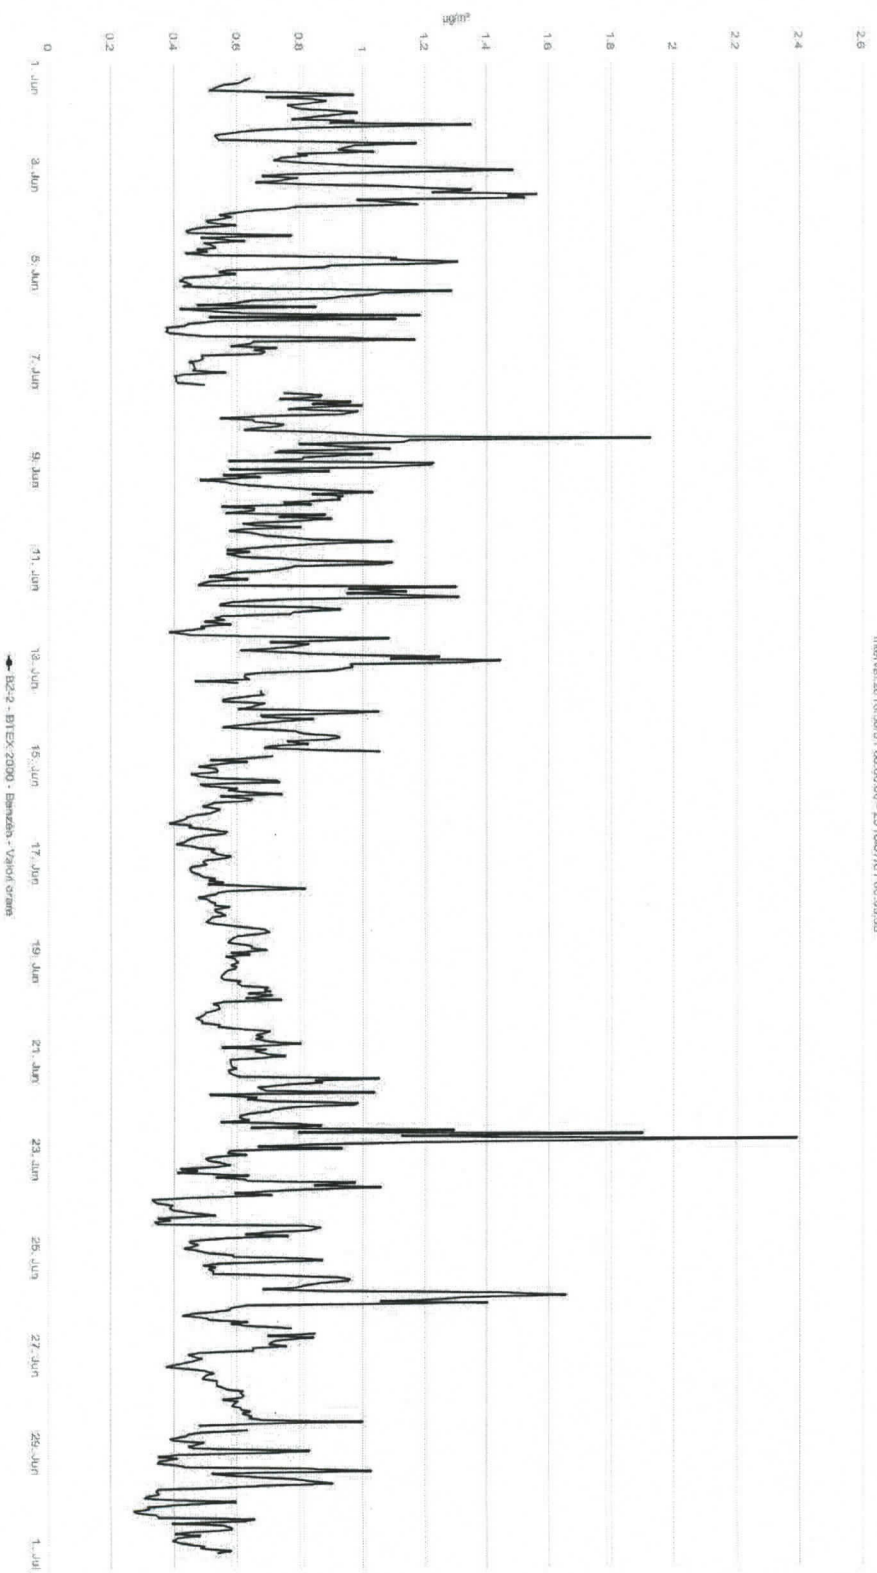 µg/m³
2.6
2.4
2.2
2
1.8
1.6
1.4
1.2
1
0.8
0.6
0.4
0.2
0
1. Jun
3. Jun
5. Jun
7. Jun
9. Jun
11. Jun
13. Jun
15. Jun
17. Jun
19. Jun
21. Jun
23. Jun
25. Jun
27. Jun
29. Jun
1. Jul
BZ-2 - BTEX 2000 - Benzen - Valori orare